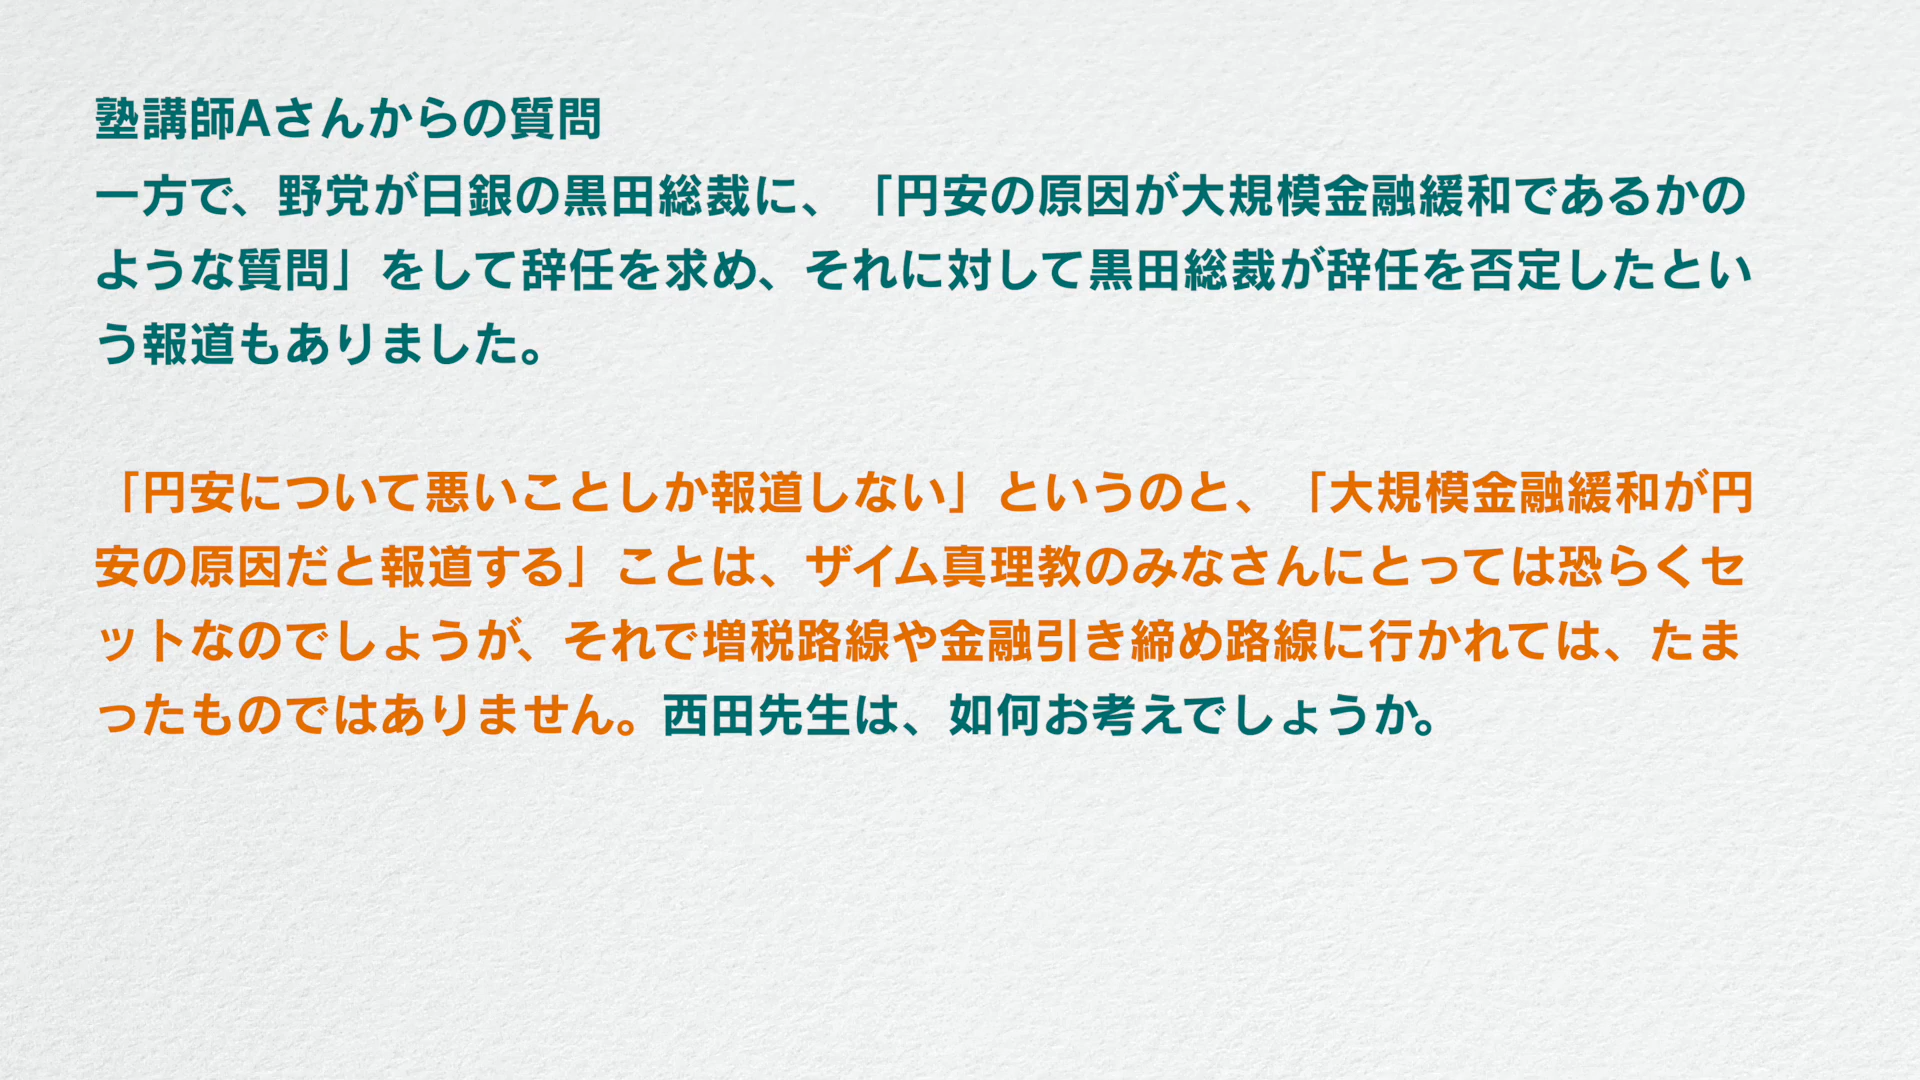 塾講師Aさんからの質問
一方で、野党が日銀の黒田総裁に、「円安の原因が大規模金融緩和であるかの
ような質問」をして辞任を求め、それに対して黒田総裁が辞任を否定したとい
う報道もありました。
「円安について悪いことしか報道しない」というのと、「大規模金融緩和が円
安の原因だと報道する」ことは、ザイム真理教のみなさんにとっては恐らくセ
ットなのでしょうが、それで増税路線や金融引き締め路線に行かれては、たま
ったものではありません。西田先生は、如何お考えでしょうか。